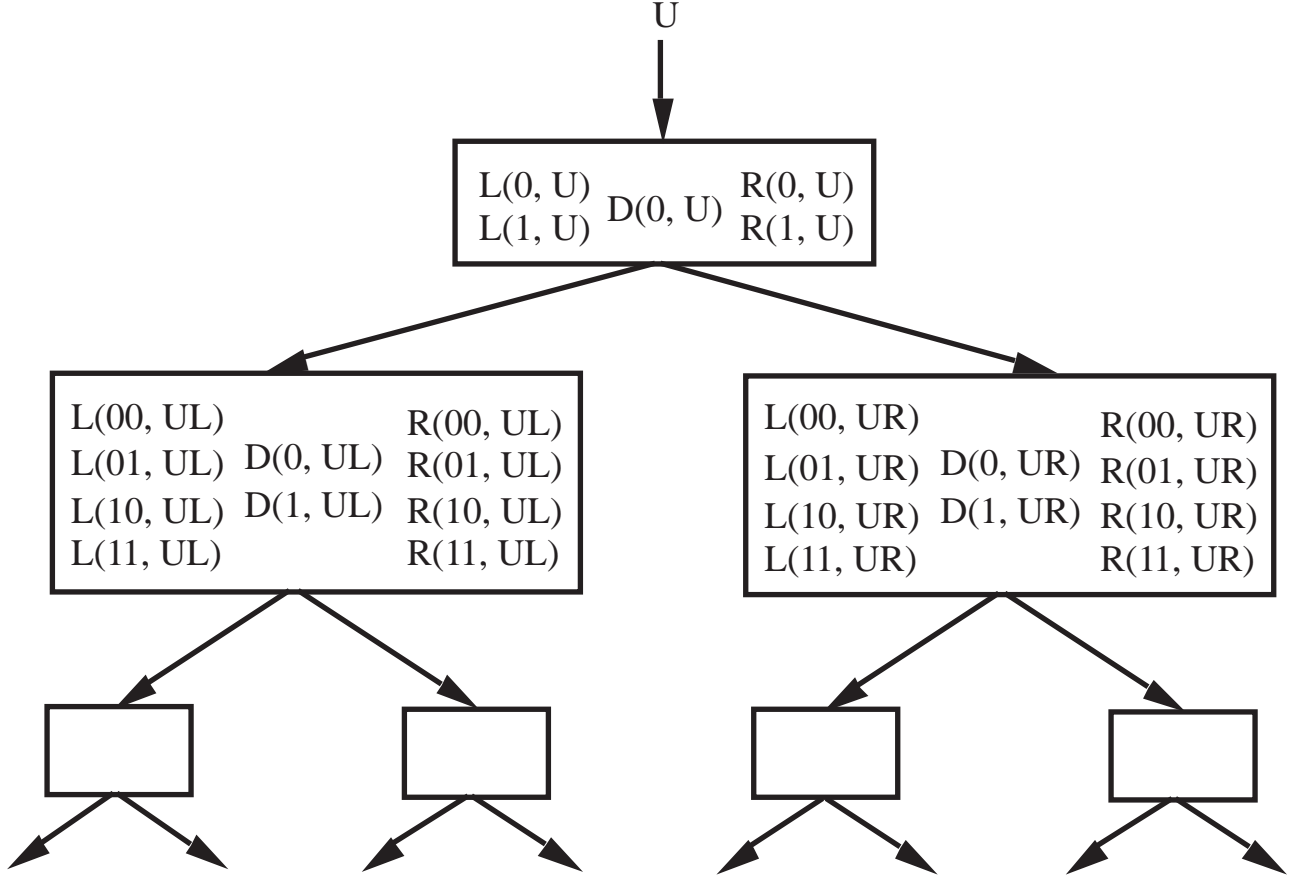 U
L(0, U) D(0, U) R(0, U)
L(1, U) R(1, U)
L(00, UL) R(00, UL)
L(01, UL) D(0, UL) R(01, UL)
L(10, UL) D(1, UL) R(10, UL)
L(11, UL) R(11, UL)
L(00, UR) R(00, UR)
L(01, UR) D(0, UR) R(01, UR)
L(10, UR) D(1, UR) R(10, UR)
L(11, UR) R(11, UR)